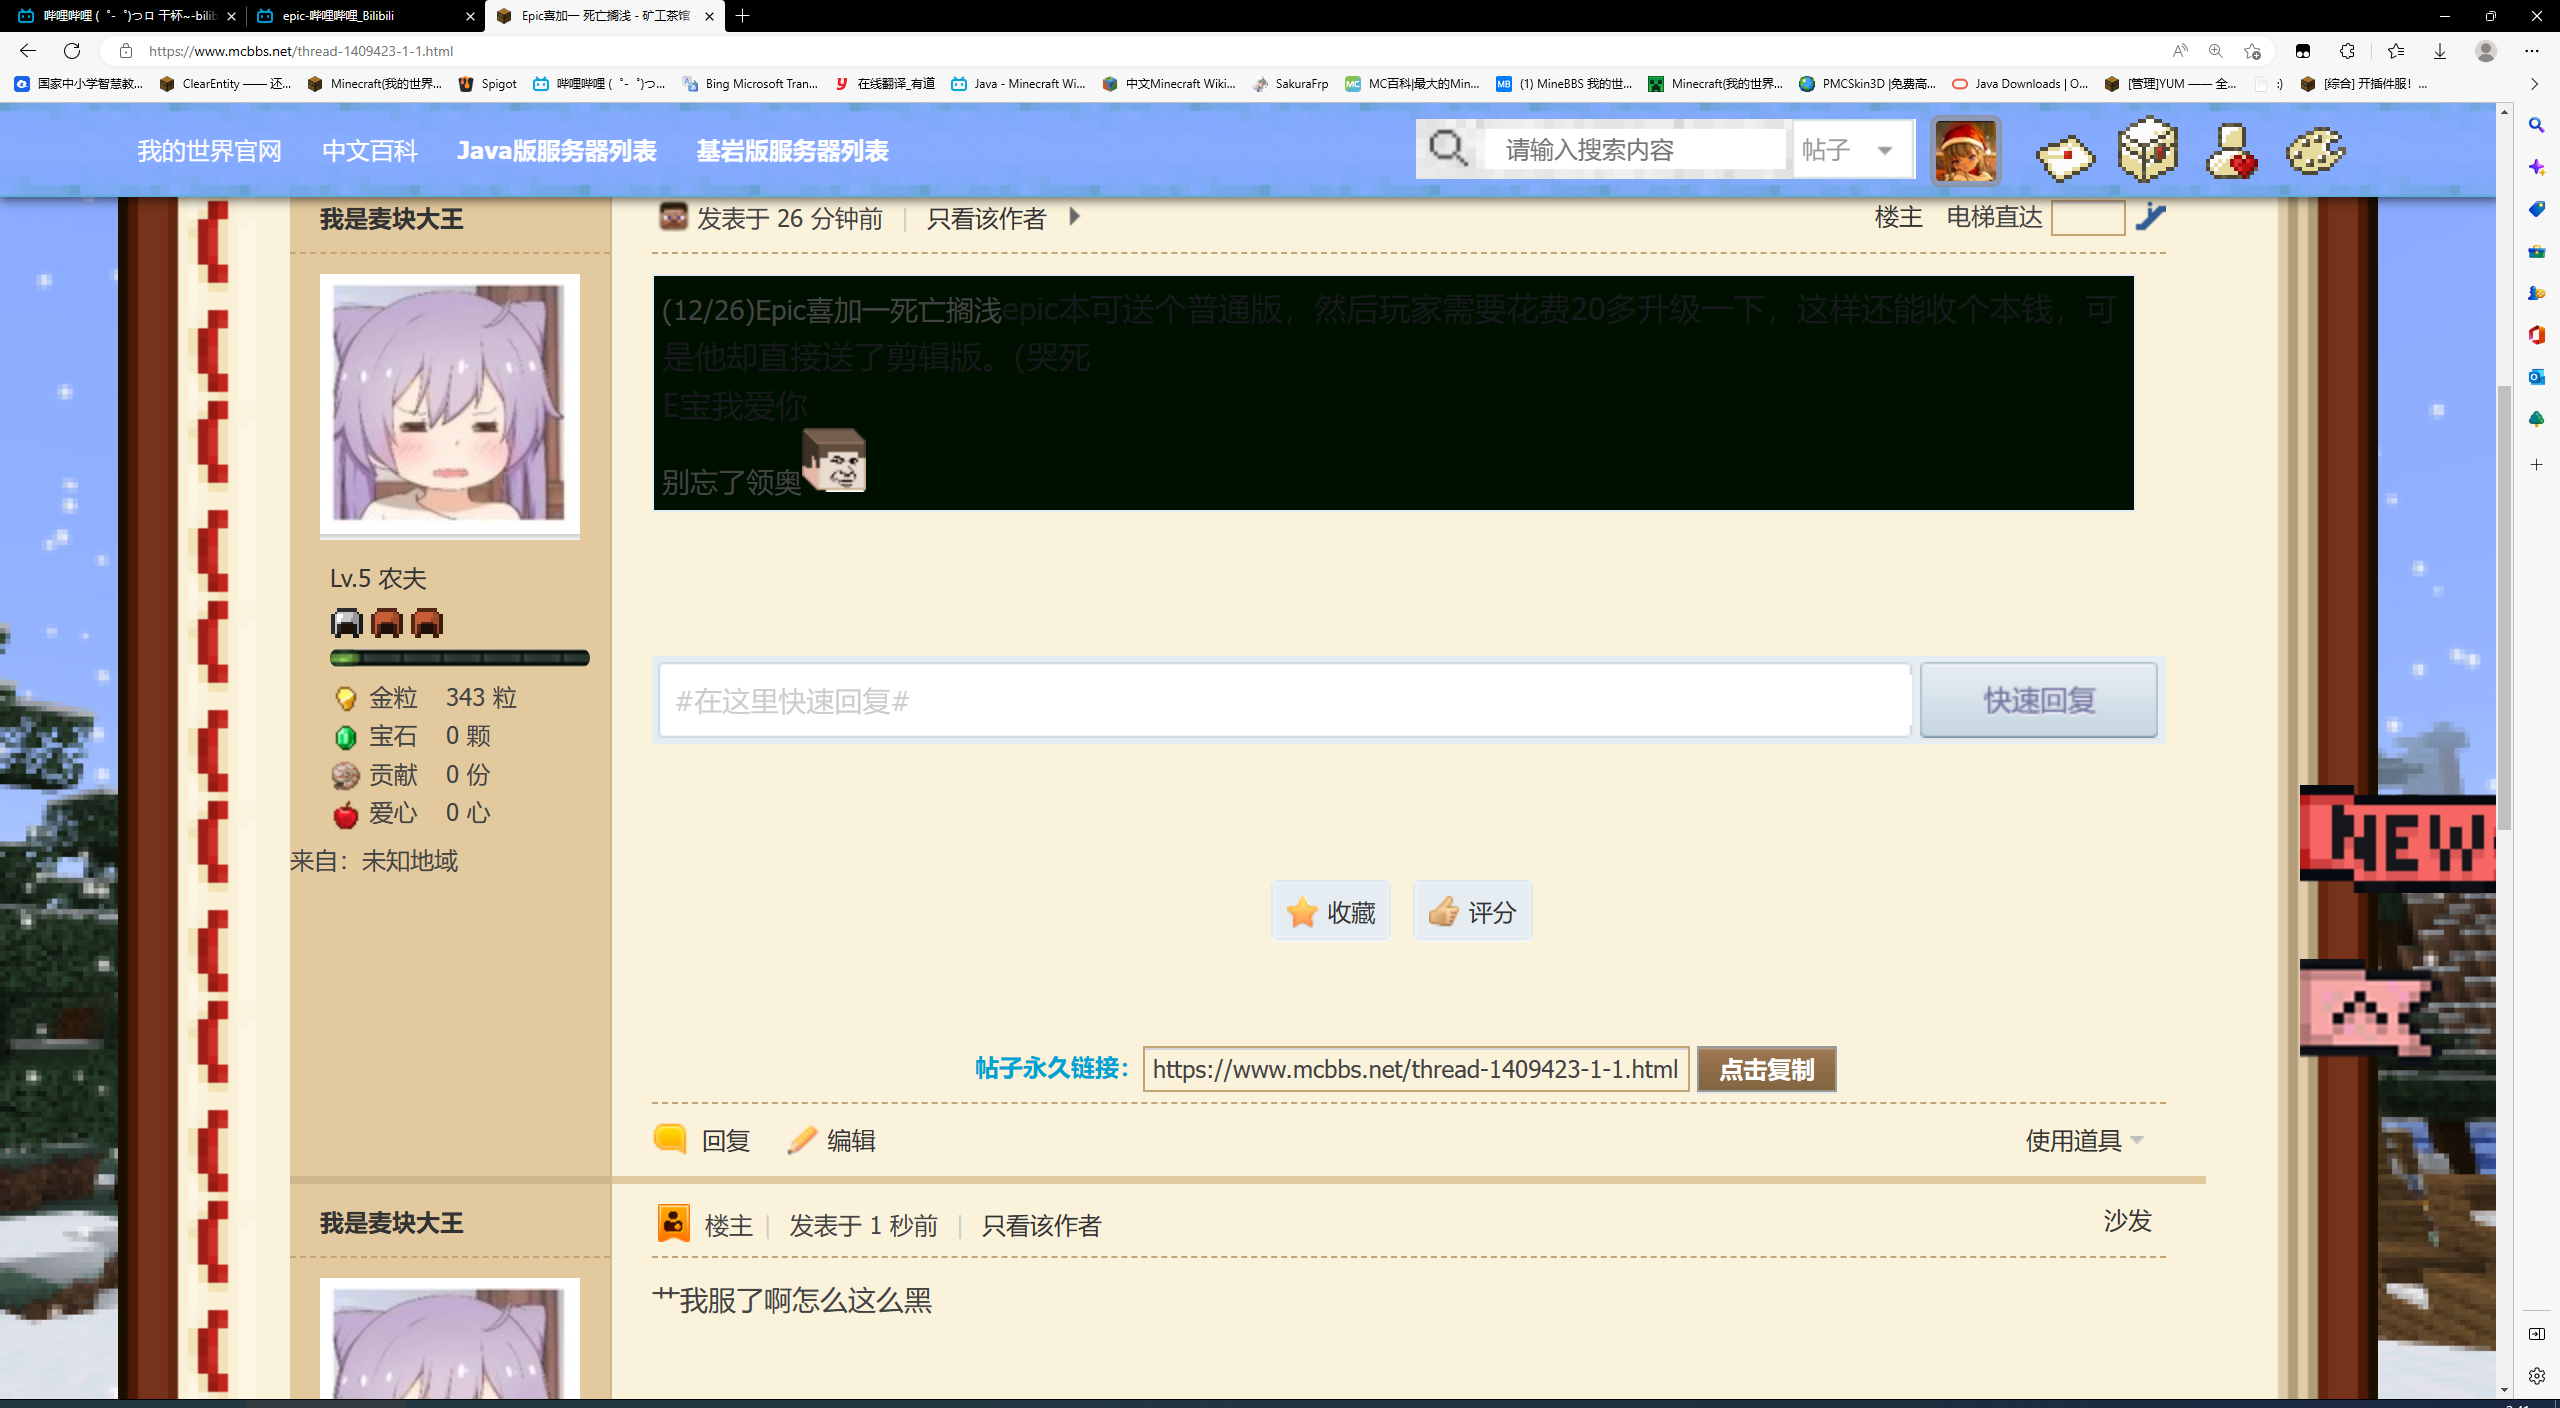 哔哩哔哩 (゜-゜)つロ 干杯~-bilib
epic-哔哩哔哩_Bilibili
Epic喜加一 死亡搁浅 - 矿工茶馆
https://www.mcbbs.net/thread-1409423-1-1.html
国家中小学智慧教...
ClearEntity —— 还...
Minecraft(我的世界...
Spigot
哔哩哔哩 (゜-゜)つ...
Bing Microsoft Tran...
在线翻译_有道
Java - Minecraft Wi...
中文Minecraft Wiki...
SakuraFrp
MC百科|最大的Min...
(1) MineBBS 我的世...
Minecraft(我的世界...
PMCSkin3D |免费高...
Java Downloads | O...
[管理]YUM —— 全...
:)
[综合] 开插件服! ...
我的世界官网
中文百科
Java版服务器列表
基岩版服务器列表
请输入搜索内容
帖子
我是麦块大王
发表于 26 分钟前
只看该作者
楼主
电梯直达
(12/26)Epic喜加一死亡搁浅epic本可送个普通版，然后玩家需要花费20多升级一下，这样还能收个本钱，可
是他却直接送了剪辑版。(哭死
E宝我爱你
别忘了领奥
Lv.5 农夫
金粒 343 粒
宝石 0 颗
贡献 0 份
爱心 0 心
来自：未知地域
#在这里快速回复#
快速回复
NEW
收藏
评分
帖子永久链接：
https://www.mcbbs.net/thread-1409423-1-1.html
点击复制
回复
编辑
使用道具
我是麦块大王
楼主
发表于 1 秒前
只看该作者
沙发
艹我服了啊怎么这么黑